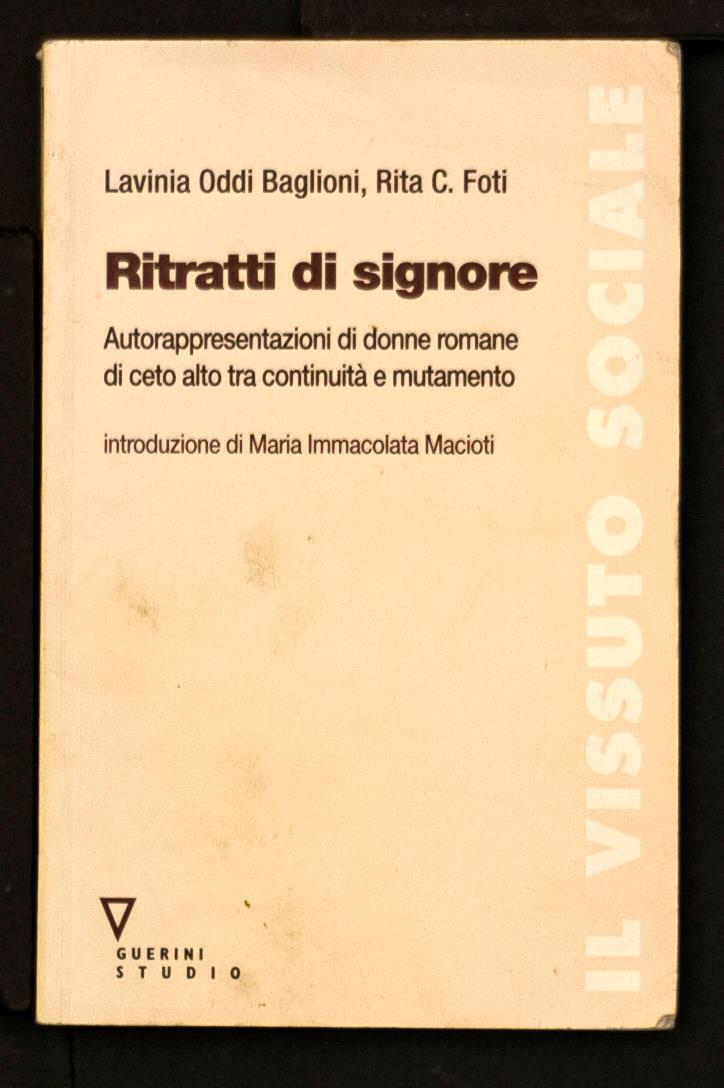 Lavinia Oddi Baglioni, Rita C. Foti
Ritratti di signore
Autorappresentazioni di donne romane
di ceto alto tra continuità e mutamento
introduzione di Maria Immacolata Macioti
GUERINI
STUDIO
IL VISSUTO SOCIALE